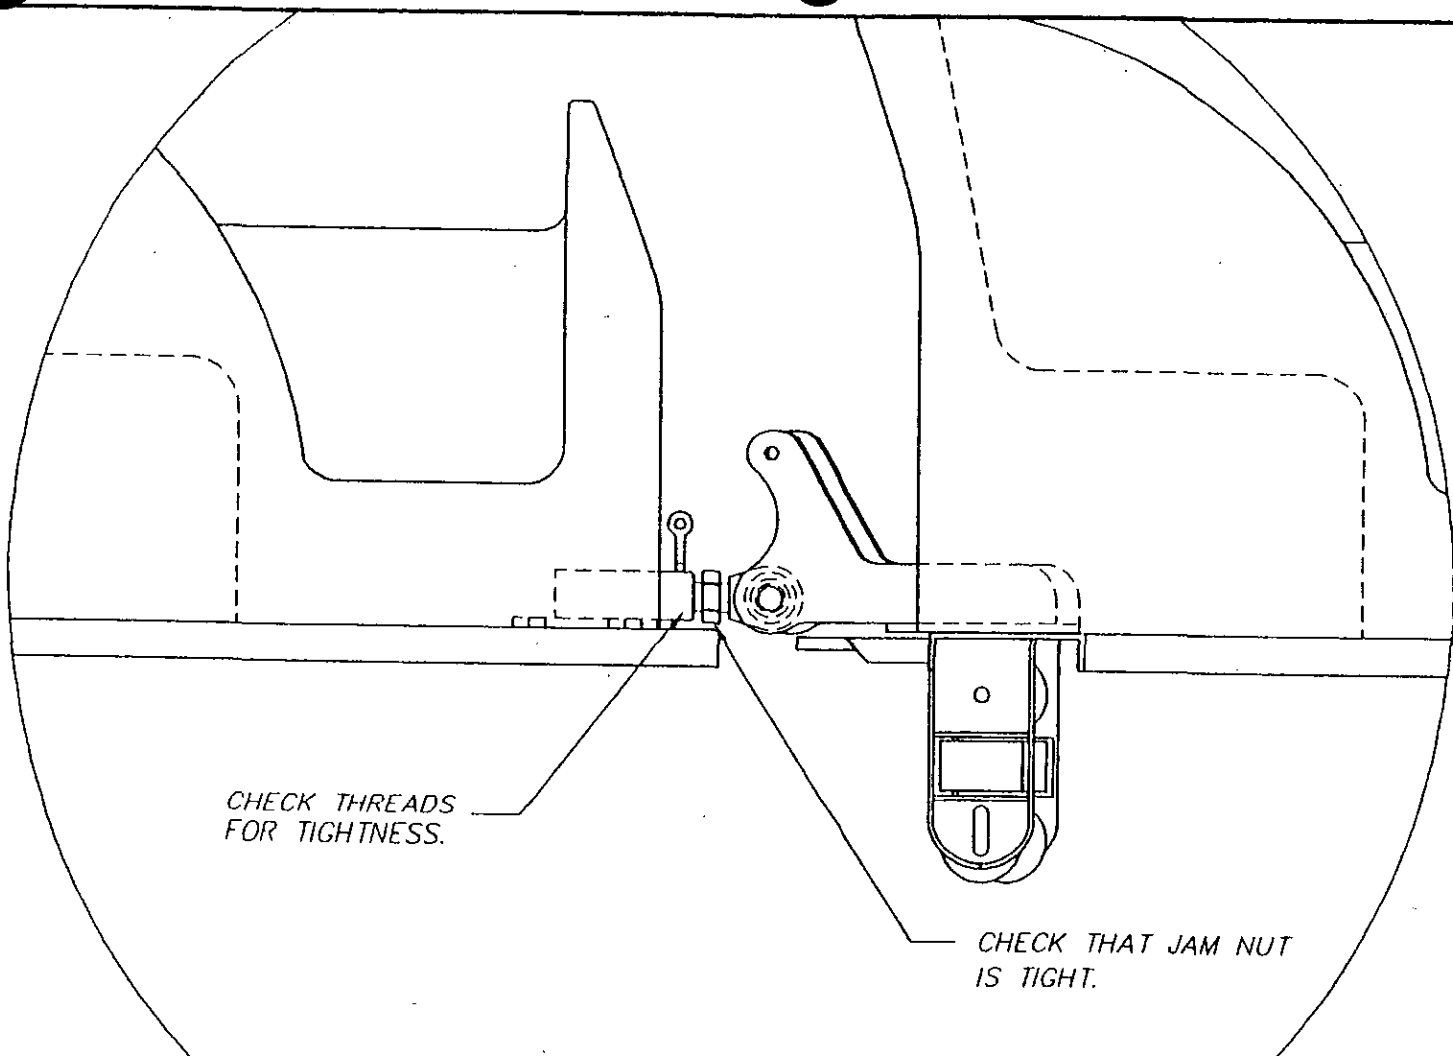 CHECK THREADS
FOR TIGHTNESS.
CHECK THAT JAM NUT
IS TIGHT.